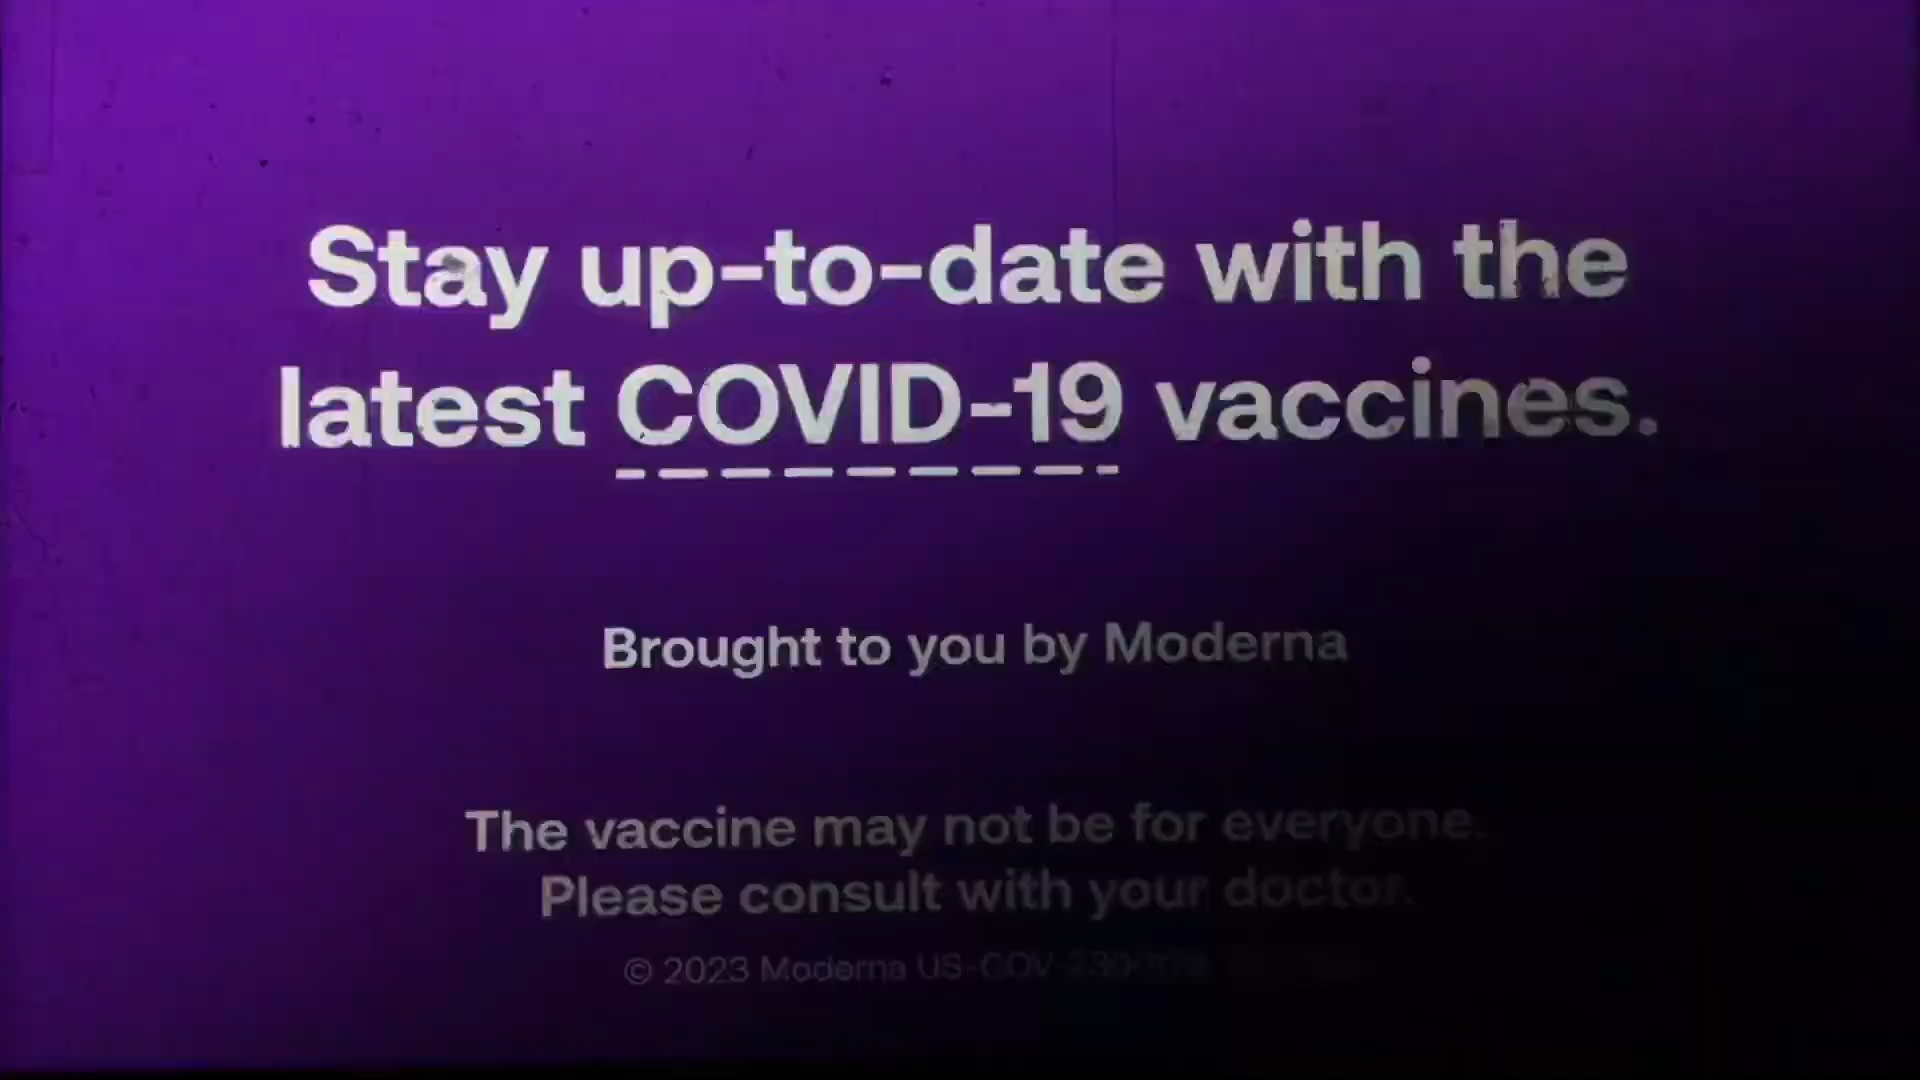 Stay up-to-date with the
latest COVID-19 vaccines.
Brought to you by Moderna
The vaccine may not be for everyone.
Please consult with your doctor.
© 2023 Moderna